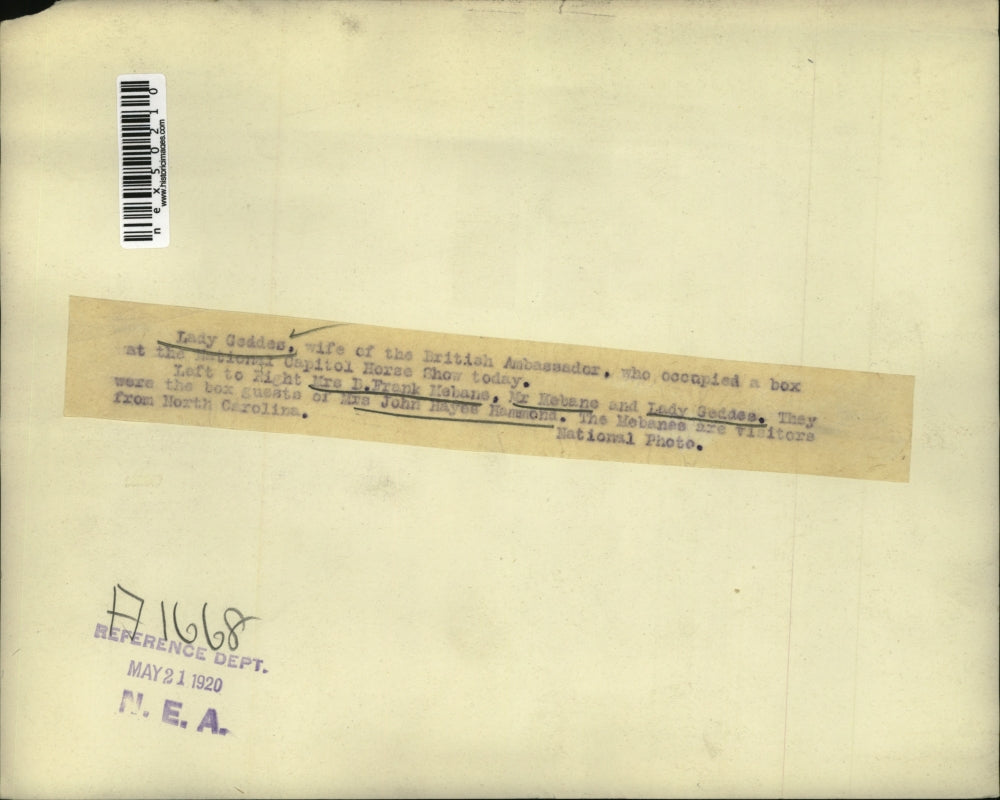 nex50210
www.historicimages.com
Lady Geddes, wife of the British Ambassador, who occupied a box
at the National Capitol Horse Show today.
Left to Right Mrs B.Frank Mebane, Mr Mebane and Lady Geddes. They
were the box guests of Mrs John Hayes Hammond. The Mebanes are visitors
from North Carolina.
National Photo.
A1668
REFERENCE DEPT.
MAY 21 1920
N. E. A.